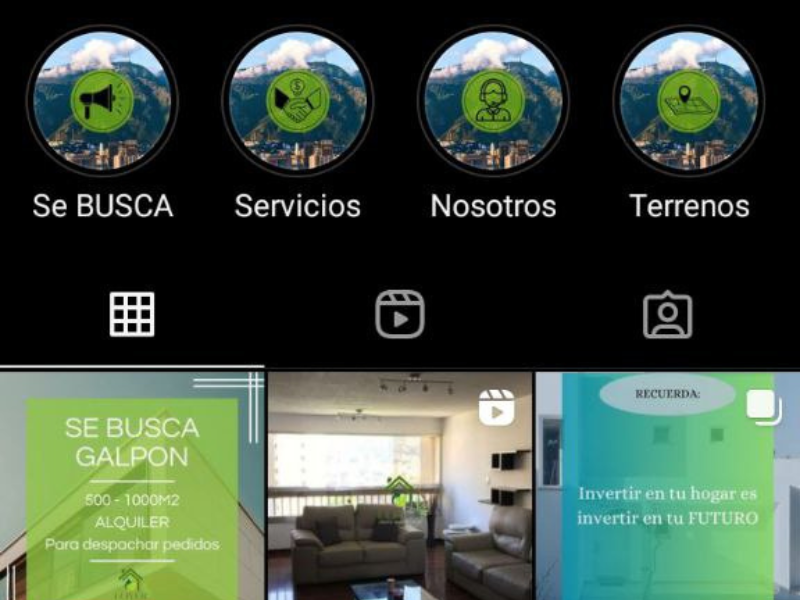 Se BUSCA
Servicios
Nosotros
Terrenos
SE BUSCA
GALPON
500 - 1000M2
ALQUILER
Para despachar pedidos
RECUERDA:
Invertir en tu hogar es
invertir en tu FUTURO